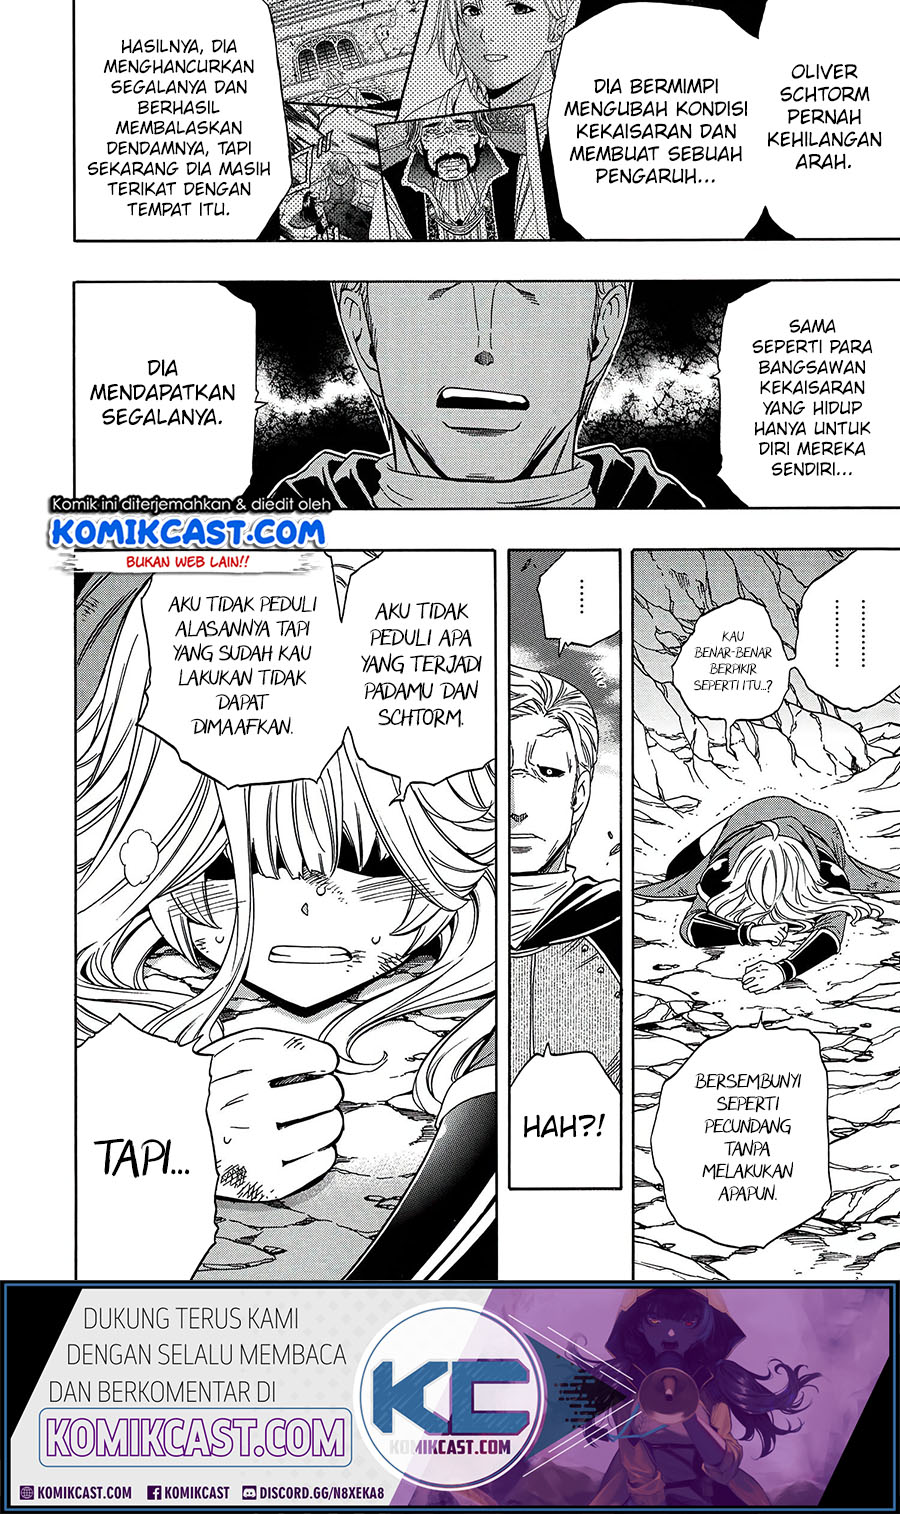 OLIVER
SCHTORM
PERNAH
KEHILANGAN
ARAH.
DIA BERMIMPI
MENGUBAH KONDISI
KEKAISARAN DAN
MEMBUAT SEBUAH
PENGARUH...
HASILNYA, DIA
MENGHANCURKAN
SEGALANYA DAN
BERHASIL
MEMBALASKAN
DENDAMNYA, TAPI
SEKARANG DIA MASIH
TERIKAT DENGAN
TEMPAT ITU.
SAMA
SEPERTI PARA
BANGSAWAN
KEKAISARAN
YANG HIDUP
HANYA UNTUK
DIRI MEREKA
SENDIRI...
DIA
MENDAPATKAN
SEGALANYA.
Komik ini diterjemahkan & diedit oleh
KOMIKCAST.COM
BUKAN WEB LAIN!!
KAU
BENAR-BENAR
BERPIKIR
SEPERTI ITU..?
BERSEMBUNYI
SEPERTI
PECUNDANG
TANPA
MELAKUKAN
APAPUN.
HAH?!
AKU TIDAK
PEDULI APA
YANG TERJADI
PADAMU DAN
SCHTORM.
AKU TIDAK PEDULI
ALASANNYA TAPI
YANG SUDAH KAU
LAKUKAN TIDAK
DAPAT
DIMAAFKAN.
TAPI...
DUKUNG TERUS KAMI
DENGAN SELALU MEMBACA
DAN BERKOMENTAR DI
KOMIKCAST.COM
KC
KOMIKCAST.COM
KOMIKCAST.COM KOMIKCAST DISCORD.GG/N8XEKA8